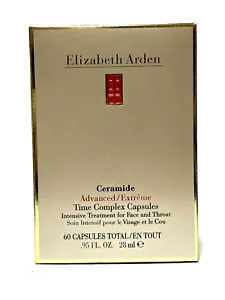 Elizabeth Arden
Ceramide
Advanced/Extrême
Time Complex Capsules
Intensive Treatment for Face and Throat
Soin Intensif pour le Visage et le Cou
60 CAPSULES TOTAL/EN TOUT
.95 FL. OZ. 28 ml ℮